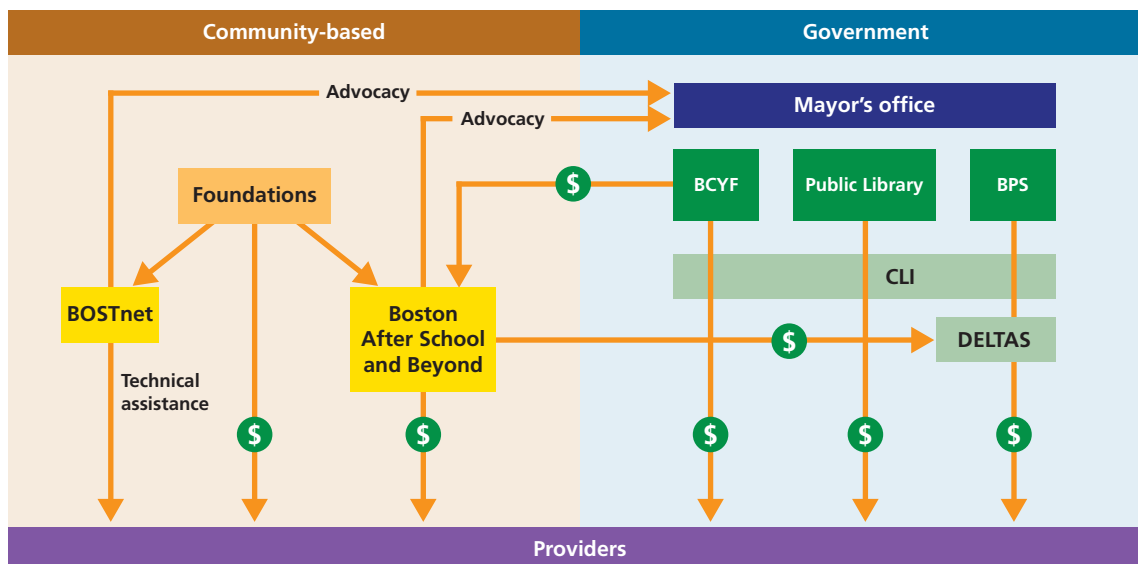 Community-based
Government
Advocacy
Mayor's office
Advocacy
Foundations
$
BCYF
Public Library
BPS
CLI
BOSTnet
Boston
After School
and Beyond
$
DELTAS
Technical
assistance
$
$
$
$
$
Providers